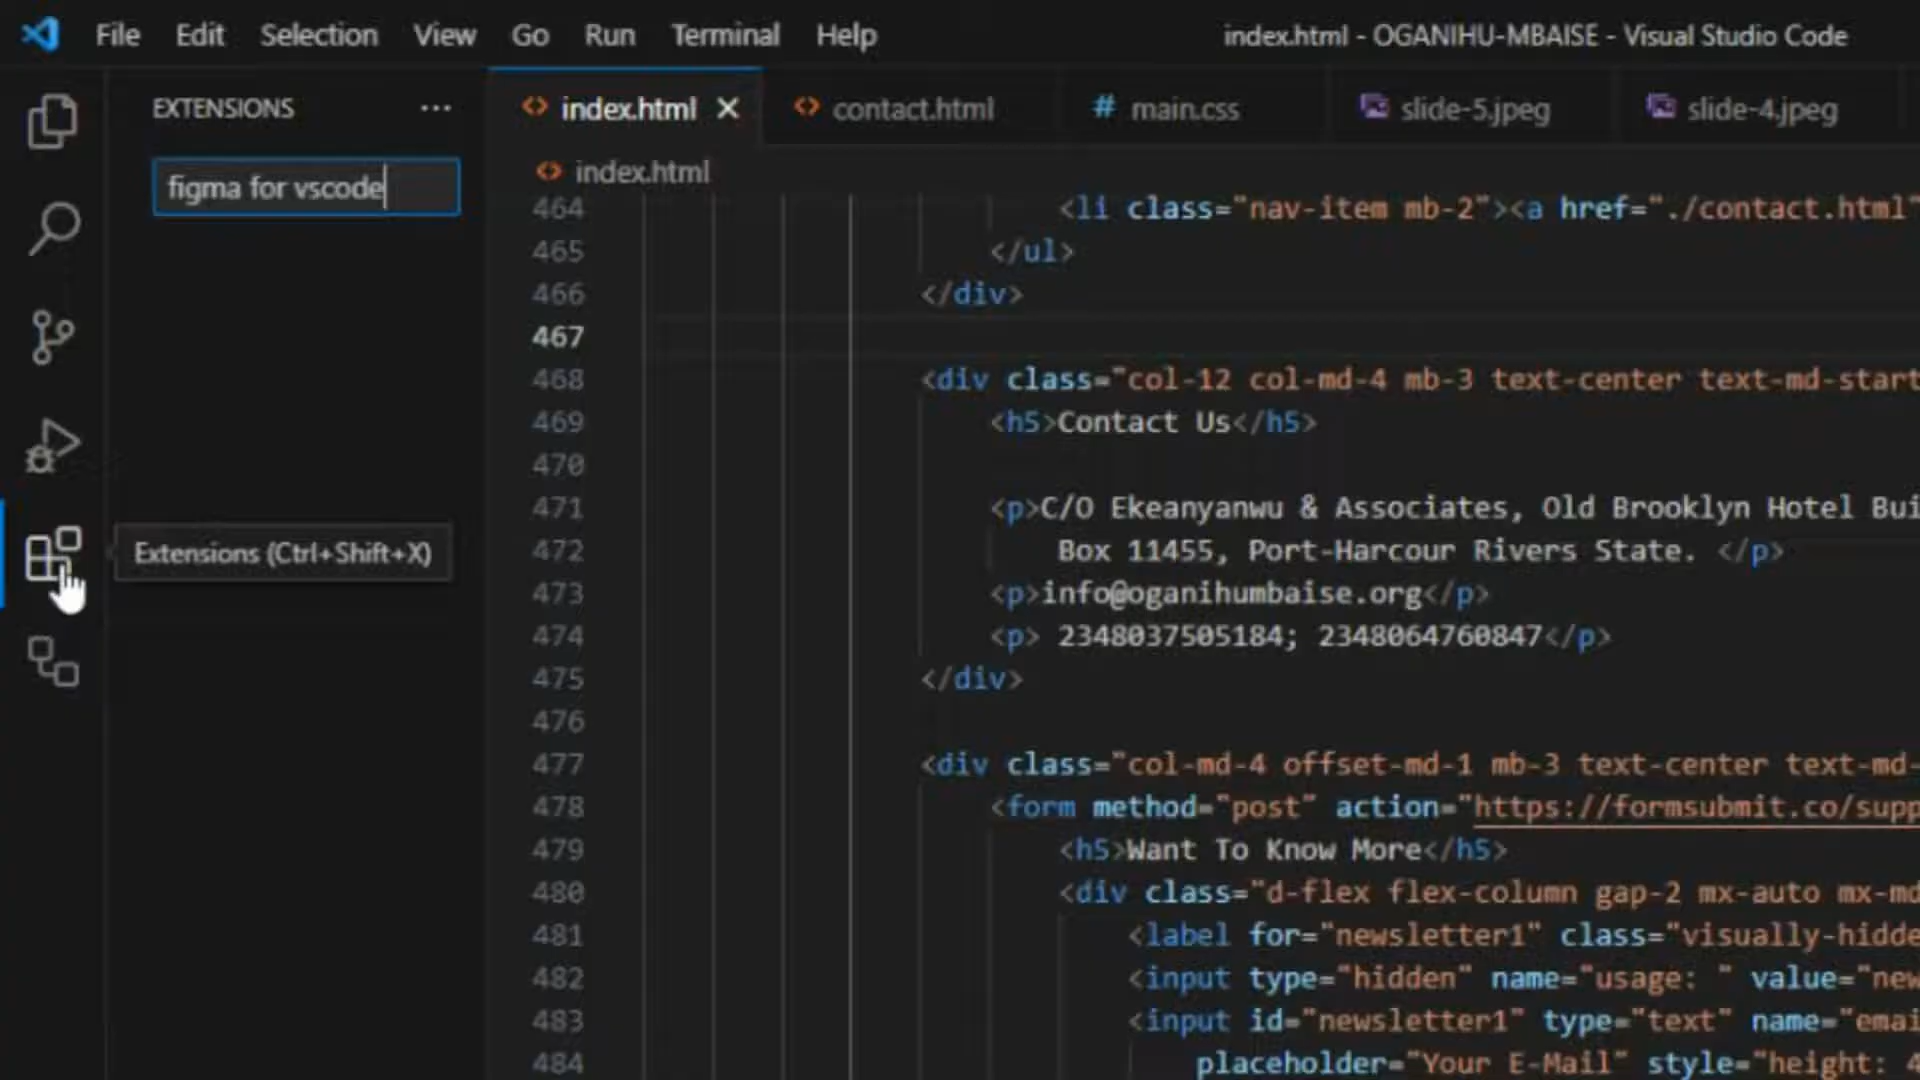 File Edit Selection View Go Run Terminal Help index.html - OGANIHU-MBAISE - Visual Studio Code
EXTENSIONS ···
figma for vscode
Extensions (Ctrl+Shift+X)
<> index.html × <> contact.html # main.css slide-5.jpeg slide-4.jpeg
<> index.html
464 <li class="nav-item mb-2"><a href="./contact.html"
465 </ul>
466 </div>
467
468 <div class="col-12 col-md-4 mb-3 text-center text-md-start
469 <h5>Contact Us</h5>
470
471 <p>C/O Ekeanyanwu & Associates, Old Brooklyn Hotel Bui
472 Box 11455, Port-Harcour Rivers State. </p>
473 <p>info@oganihumbaise.org</p>
474 <p> 2348037505184; 2348064760847</p>
475 </div>
476
477 <div class="col-md-4 offset-md-1 mb-3 text-center text-md-
478 <form method="post" action="https://formsubmit.co/supp
479 <h5>Want To Know More</h5>
480 <div class="d-flex flex-column gap-2 mx-auto mx-md
481 <label for="newsletter1" class="visually-hidde
482 <input type="hidden" name="usage: " value="new
483 <input id="newsletter1" type="text" name="emai
484 placeholder="Your E-Mail" style="height: 4